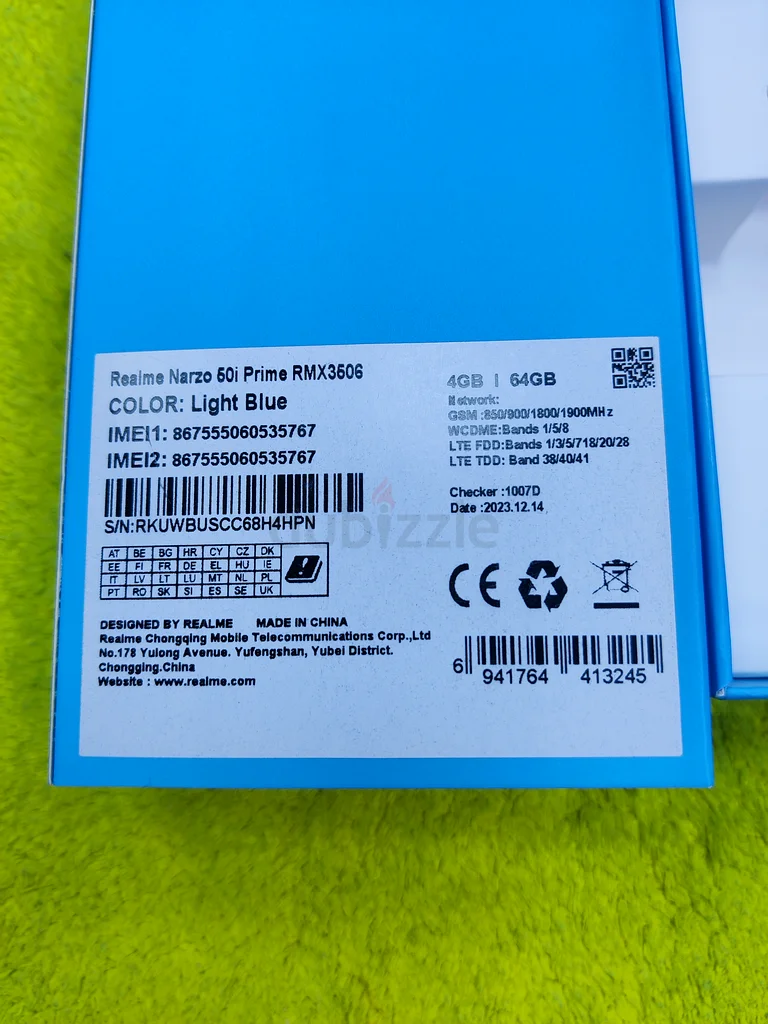 Realme Narzo 50i Prime RMX3506
COLOR: Light Blue
IMEI1: 867555060535767
IMEI2: 867555060535767
S/N:RKUWBUSCC68H4HPN
4GB | 64GB
Network:
GSM :850/900/1800/1900MHz
WCDME:Bands 1/5/8
LTE FDD:Bands 1/3/5/718/20/28
LTE TDD: Band 38/40/41
Checker :1007D
Date :2023.12.14
dubizzle
AT BE BG HR CY CZ DK
EE FI FR DE EL HU IE
IT LV LT LU MT NL PL
PT RO SK SI ES SE UK
CE
DESIGNED BY REALME MADE IN CHINA
Realme Chongqing Mobile Telecommunications Corp.,Ltd
No.178 Yulong Avenue. Yufengshan, Yubei District.
Chongging.China
Website : www.realme.com
6 941764 413245